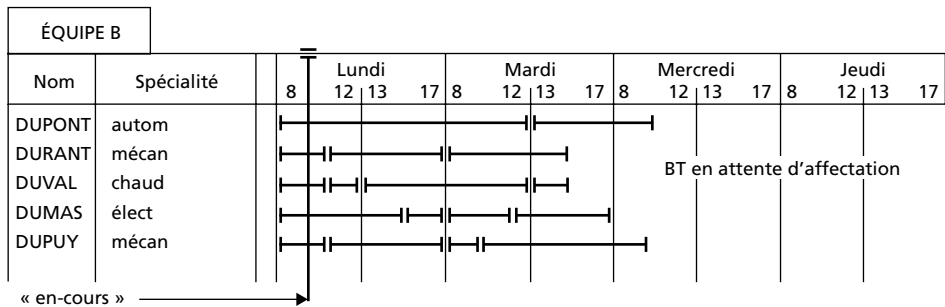 ÉQUIPE B
Nom Spécialité Lundi Mardi Mercredi Jeudi
8 12 13 17 8 12 13 17 8 12 13 17 8 12 13 17
DUPONT autom
DURANT mécan
DUVAL chaud
DUMAS élect
DUPUY mécan
BT en attente d’affectation
« en-cours »